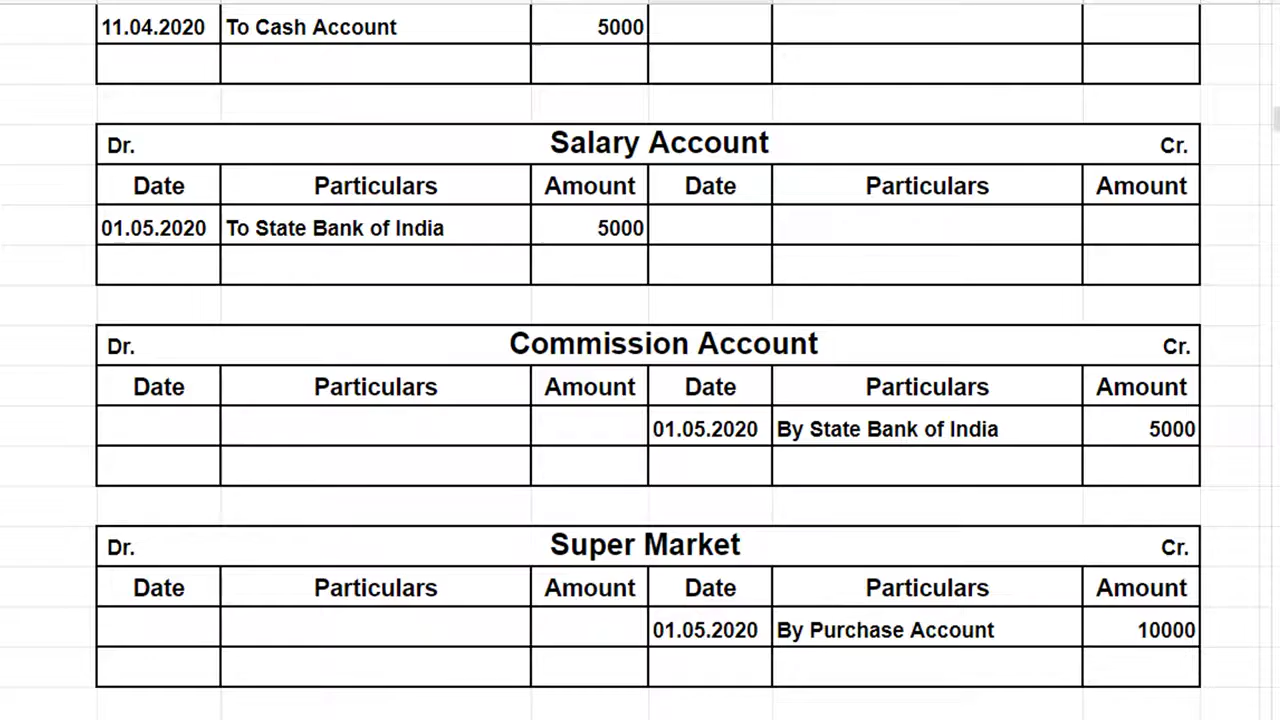 11.04.2020 To Cash Account 5000
Dr. Salary Account Cr.
Date Particulars Amount Date Particulars Amount
01.05.2020 To State Bank of India 5000
Dr. Commission Account Cr.
Date Particulars Amount Date Particulars Amount
01.05.2020 By State Bank of India 5000
Dr. Super Market Cr.
Date Particulars Amount Date Particulars Amount
01.05.2020 By Purchase Account 10000